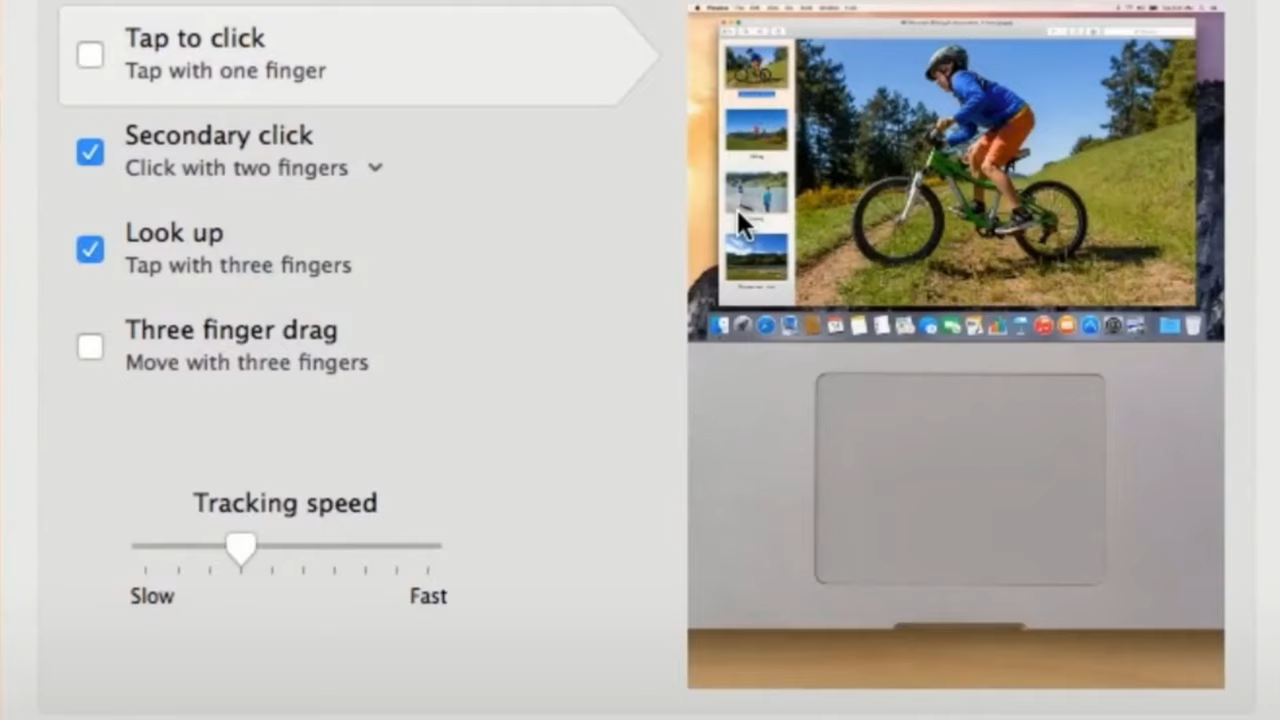 Tap to click
Tap with one finger
Secondary click
Click with two fingers
Look up
Tap with three fingers
Three finger drag
Move with three fingers
Tracking speed
Slow
Fast